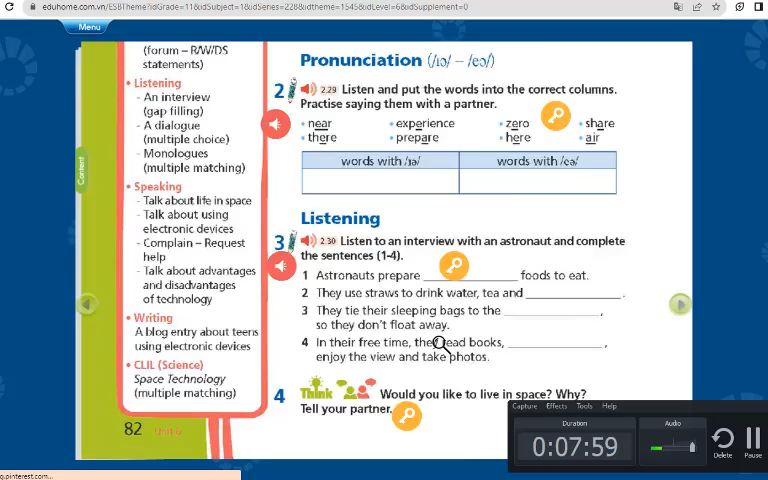 eduhome.com.vn/ESBTheme?idGrade=11&idSubject=1&idSeries=228&idtheme=1545&idLevel=6&idSupplement=0
Menu
Content
(forum – R/W/DS
statements)
• Listening
- An interview
(gap filling)
- A dialogue
(multiple choice)
- Monologues
(multiple matching)
• Speaking
- Talk about life in space
- Talk about using
electronic devices
- Complain – Request
help
- Talk about advantages
and disadvantages
of technology
• Writing
A blog entry about teens
using electronic devices
• CLIL (Science)
Space Technology
(multiple matching)
82 Unit 6
Pronunciation (/ɪə/ – /eə/)
2 2.29 Listen and put the words into the correct columns.
Practise saying them with a partner.
• near • experience • zero • share
• there • prepare • here • air
words with /ɪə/ words with /eə/
Listening
3 2.30 Listen to an interview with an astronaut and complete
the sentences (1-4).
1 Astronauts prepare ______ foods to eat.
2 They use straws to drink water, tea and ______.
3 They tie their sleeping bags to the ______,
so they don't float away.
4 In their free time, they read books, ______,
enjoy the view and take photos.
4 Think Would you like to live in space? Why?
Tell your partner.
Capture Effects Tools Help
Duration
0:07:59
Audio
Delete
Pause
q.pinterest.com...